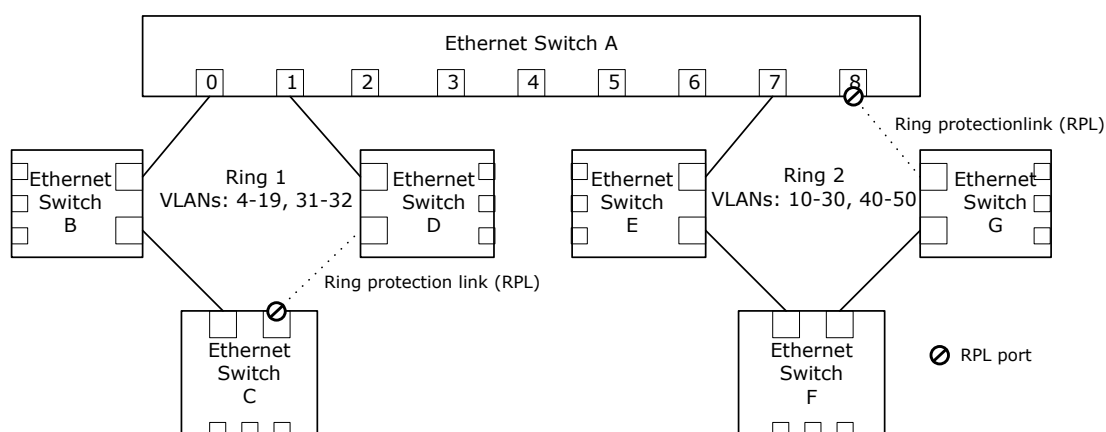 Ethernet Switch A
0 1 2 3 4 5 6 7 8
Ring protectionlink (RPL)
Ethernet
Switch
B
Ring 1
VLANs: 4-19, 31-32
Ethernet
Switch
D
Ethernet
Switch
E
Ring 2
VLANs: 10-30, 40-50
Ethernet
Switch
G
Ring protection link (RPL)
Ethernet
Switch
C
Ethernet
Switch
F
RPL port